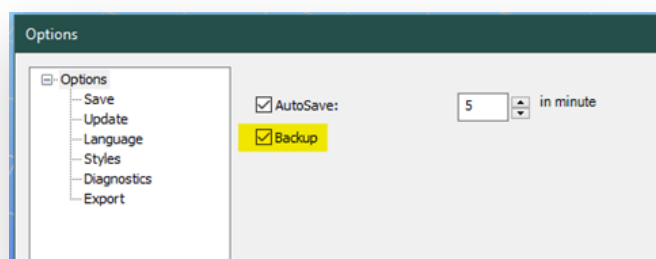 Options
Options
Save
Update
Language
Styles
Diagnostics
Export
AutoSave:
5
in minute
Backup